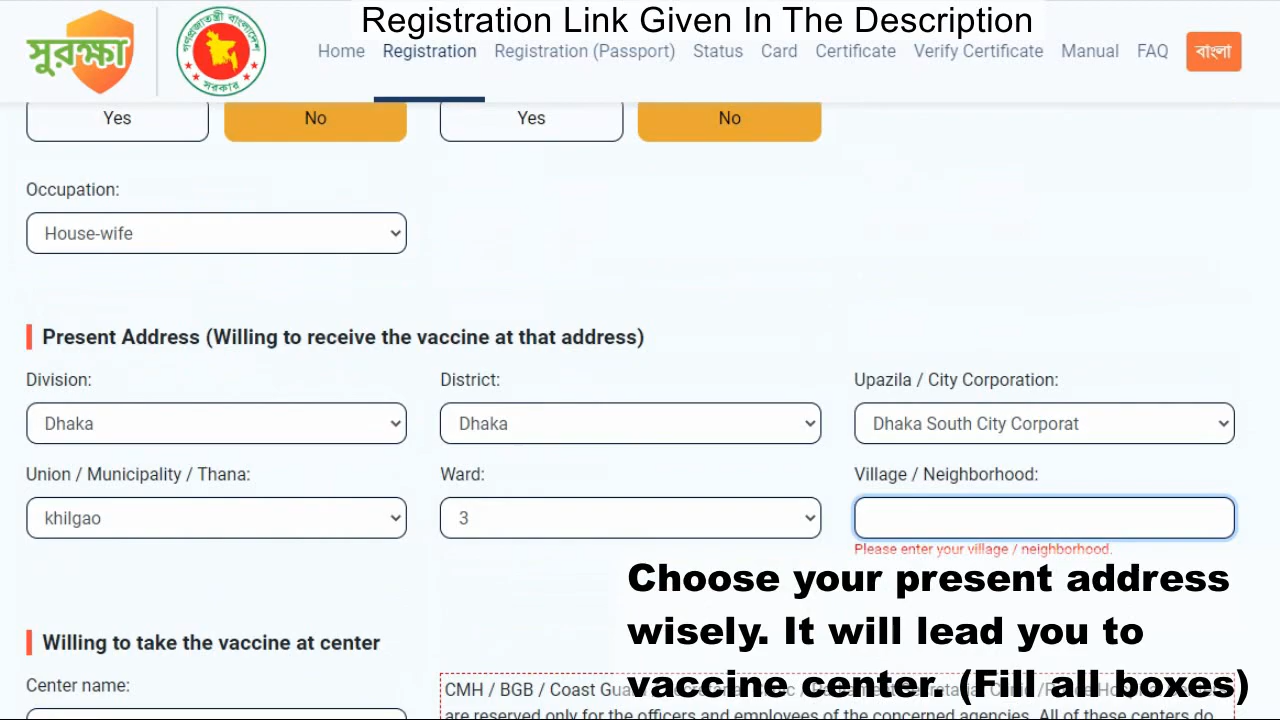 Registration Link Given In The Description
সুরক্ষা
গণপ্রজাতন্ত্রী বাংলাদেশ
সরকার
Home Registration Registration (Passport) Status Card Certificate Verify Certificate Manual FAQ বাংলা
Yes No Yes No
Occupation:
House-wife
Present Address (Willing to receive the vaccine at that address)
Division: District: Upazila / City Corporation:
Dhaka Dhaka Dhaka South City Corporat
Union / Municipality / Thana: Ward: Village / Neighborhood:
khilgao 3
Please enter your village / neighborhood.
Choose your present address
wisely. It will lead you to
vaccine center. (Fill all boxes)
Willing to take the vaccine at center
Center name:
CMH / BGB / Coast
are reserved only for the officers and employees of the concerned agencies. All of these centers do